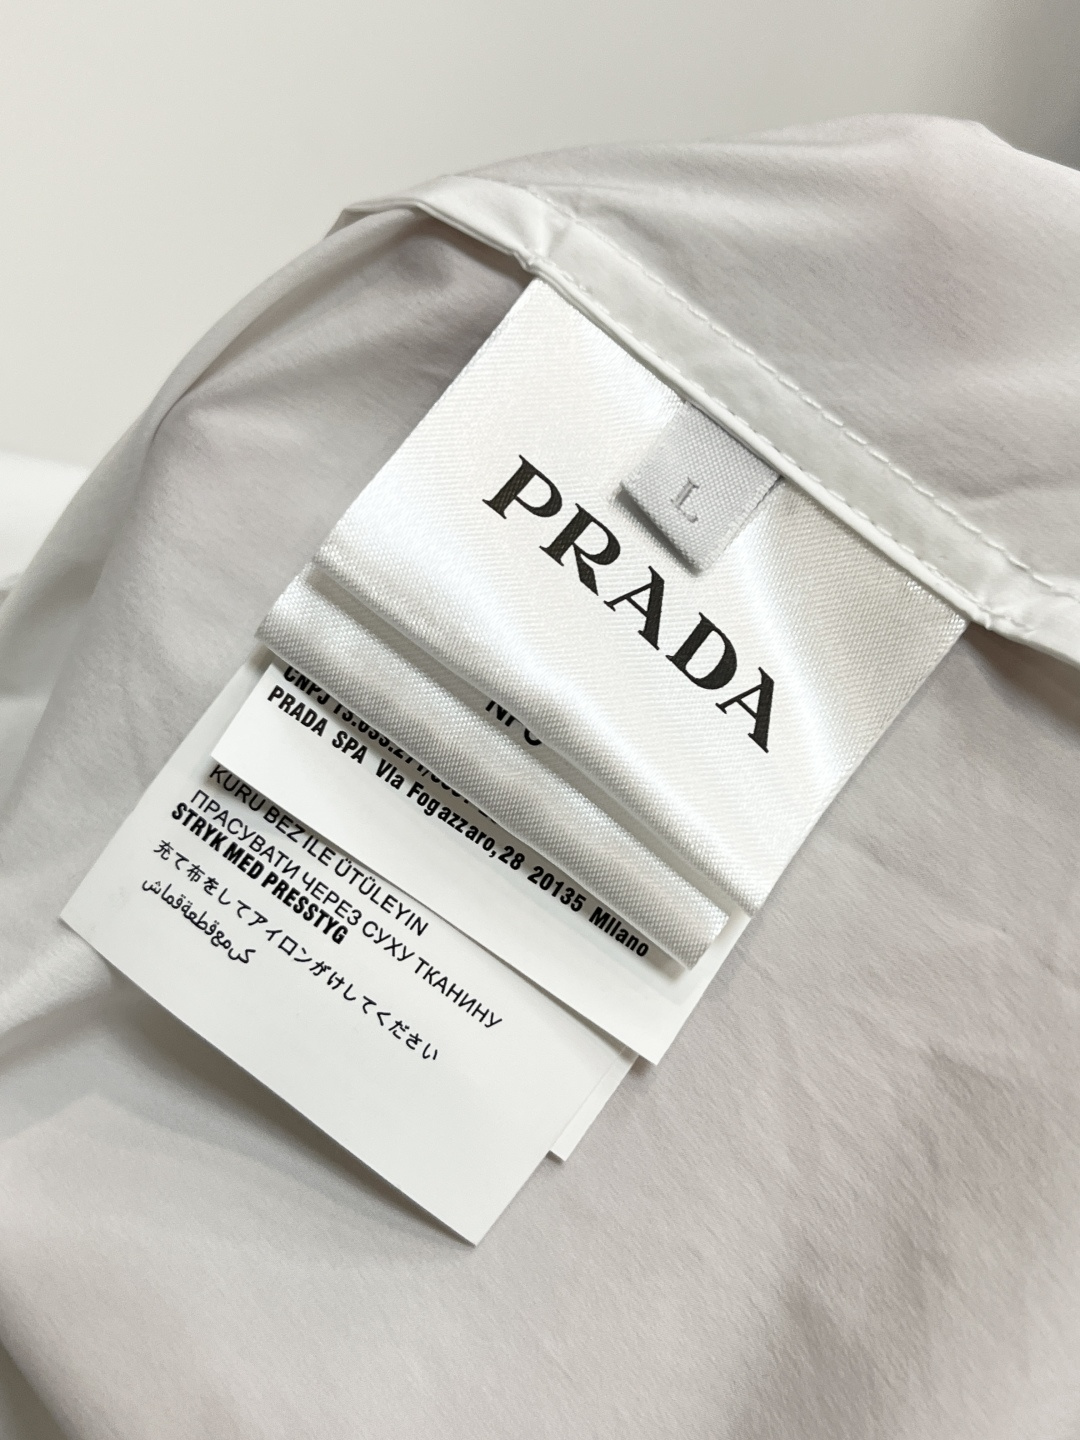 L
PRADA
PRADA SPA Via Fogazzaro, 28 20135 Milano
KURU BEZ ILE ÜTÜLEYIN
ПРАСУВАТИ ЧЕРЕЗ СУХУ ТКАНИНУ
STRYK MED PRESSTYG
充て布をしてアイロンがけしてください